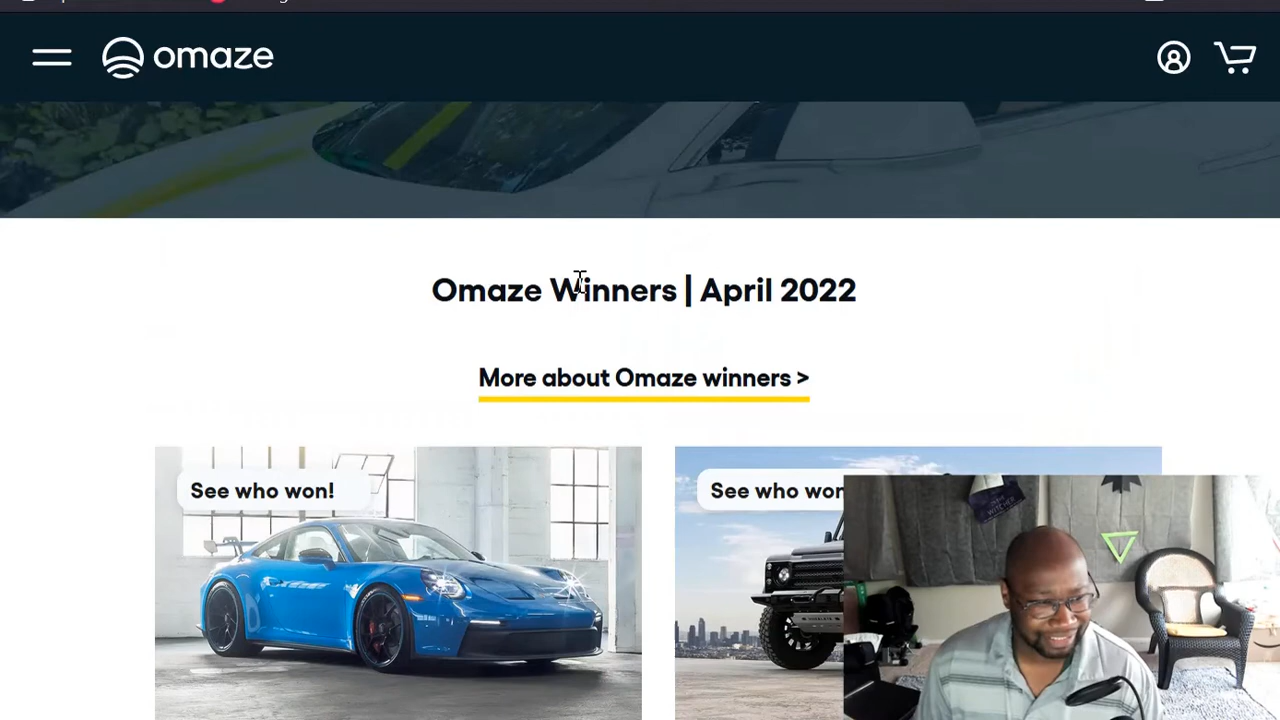 omaze
Omaze Winners | April 2022
More about Omaze winners >
See who won!
See who won